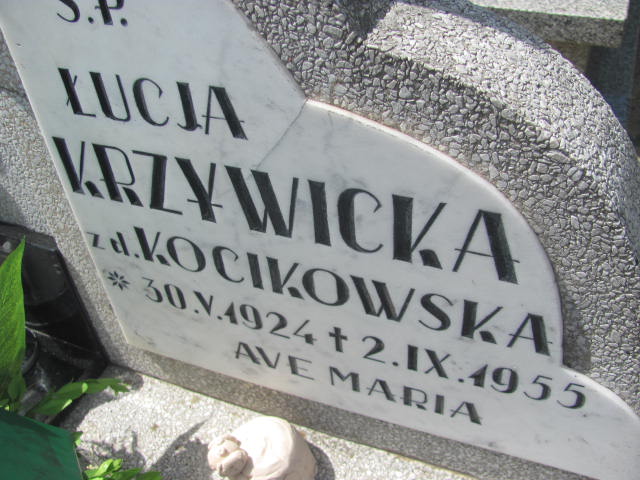 Ś.P.
ŁUCJA
KRZYWICKA
z d. KOCIKOWSKA
* 30.V.1924 ✝ 2.IX.1955
AVE MARIA